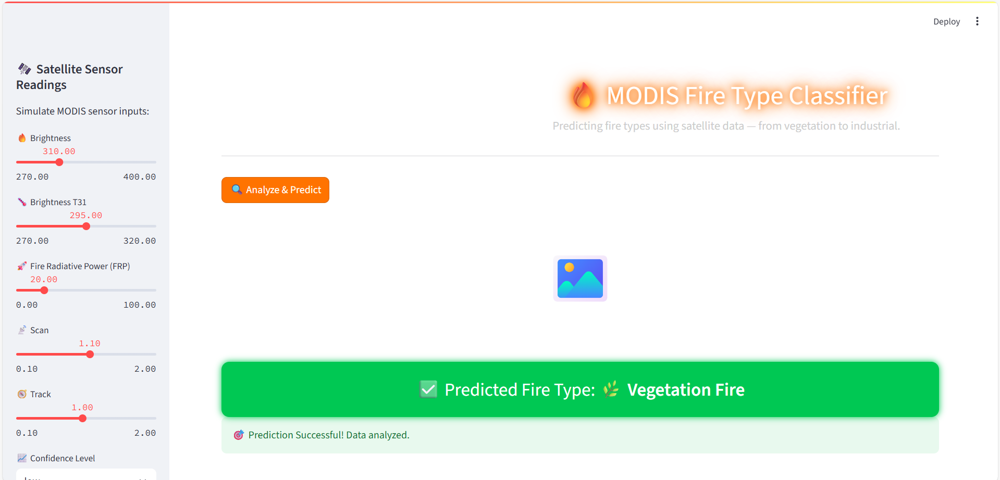 Deploy
Satellite Sensor
Readings
Simulate MODIS sensor inputs:
Brightness
310.00
270.00 400.00
Brightness T31
295.00
270.00 320.00
Fire Radiative Power (FRP)
20.00
0.00 100.00
Scan
1.10
0.10 2.00
Track
1.00
0.10 2.00
Confidence Level
MODIS Fire Type Classifier
Predicting fire types using satellite data — from vegetation to industrial.
Analyze & Predict
Predicted Fire Type: Vegetation Fire
Prediction Successful! Data analyzed.